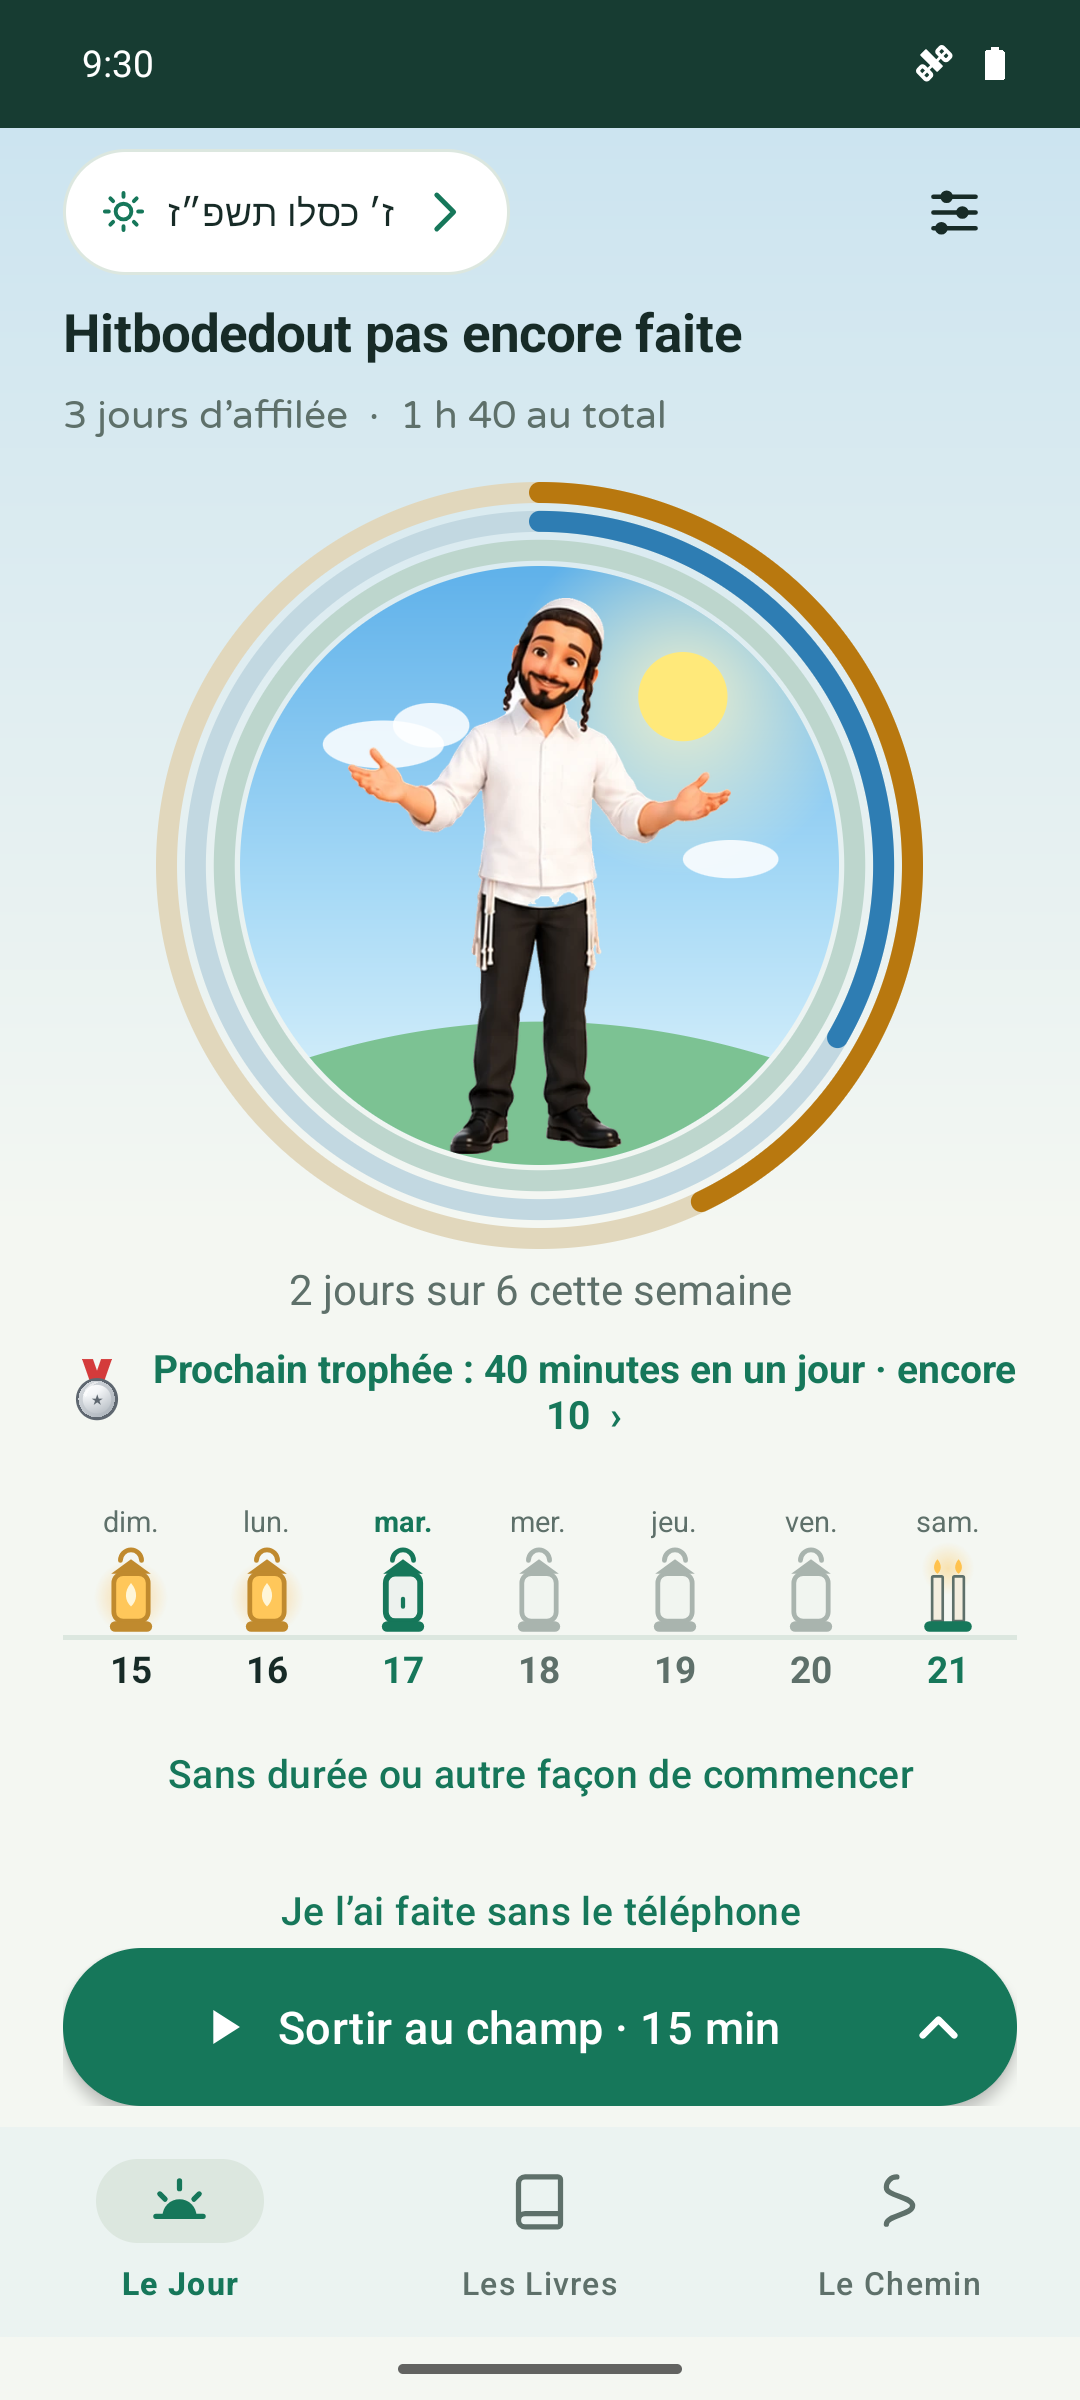 9:30
ז׳ כסלו תשפ״ז
Hitbodedout pas encore faite
3 jours d’affilée · 1 h 40 au total
2 jours sur 6 cette semaine
Prochain trophée : 40 minutes en un jour · encore
10 ›
dim. lun. mar. mer. jeu. ven. sam.
15 16 17 18 19 20 21
Sans durée ou autre façon de commencer
Je l’ai faite sans le téléphone
Sortir au champ · 15 min
Le Jour Les Livres Le Chemin